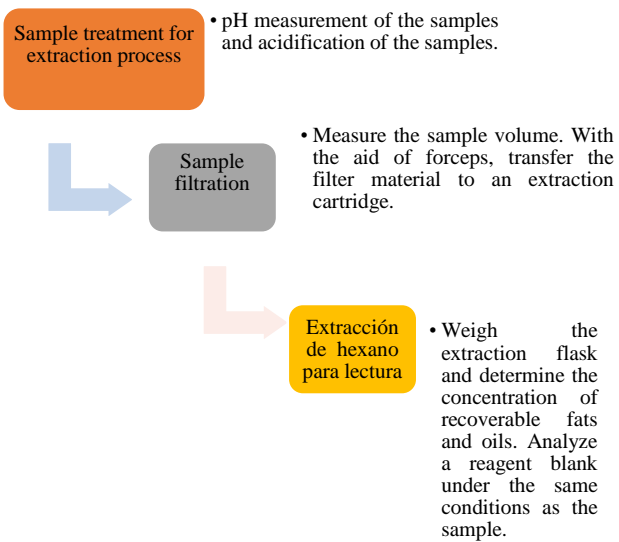 Sample treatment for
extraction process
• pH measurement of the samples
and acidification of the samples.
Sample
filtration
• Measure the sample volume. With
the aid of forceps, transfer the
filter material to an extraction
cartridge.
Extracción
de hexano
para lectura
• Weigh the
extraction flask
and determine the
concentration of
recoverable fats
and oils. Analyze
a reagent blank
under the same
conditions as the
sample.